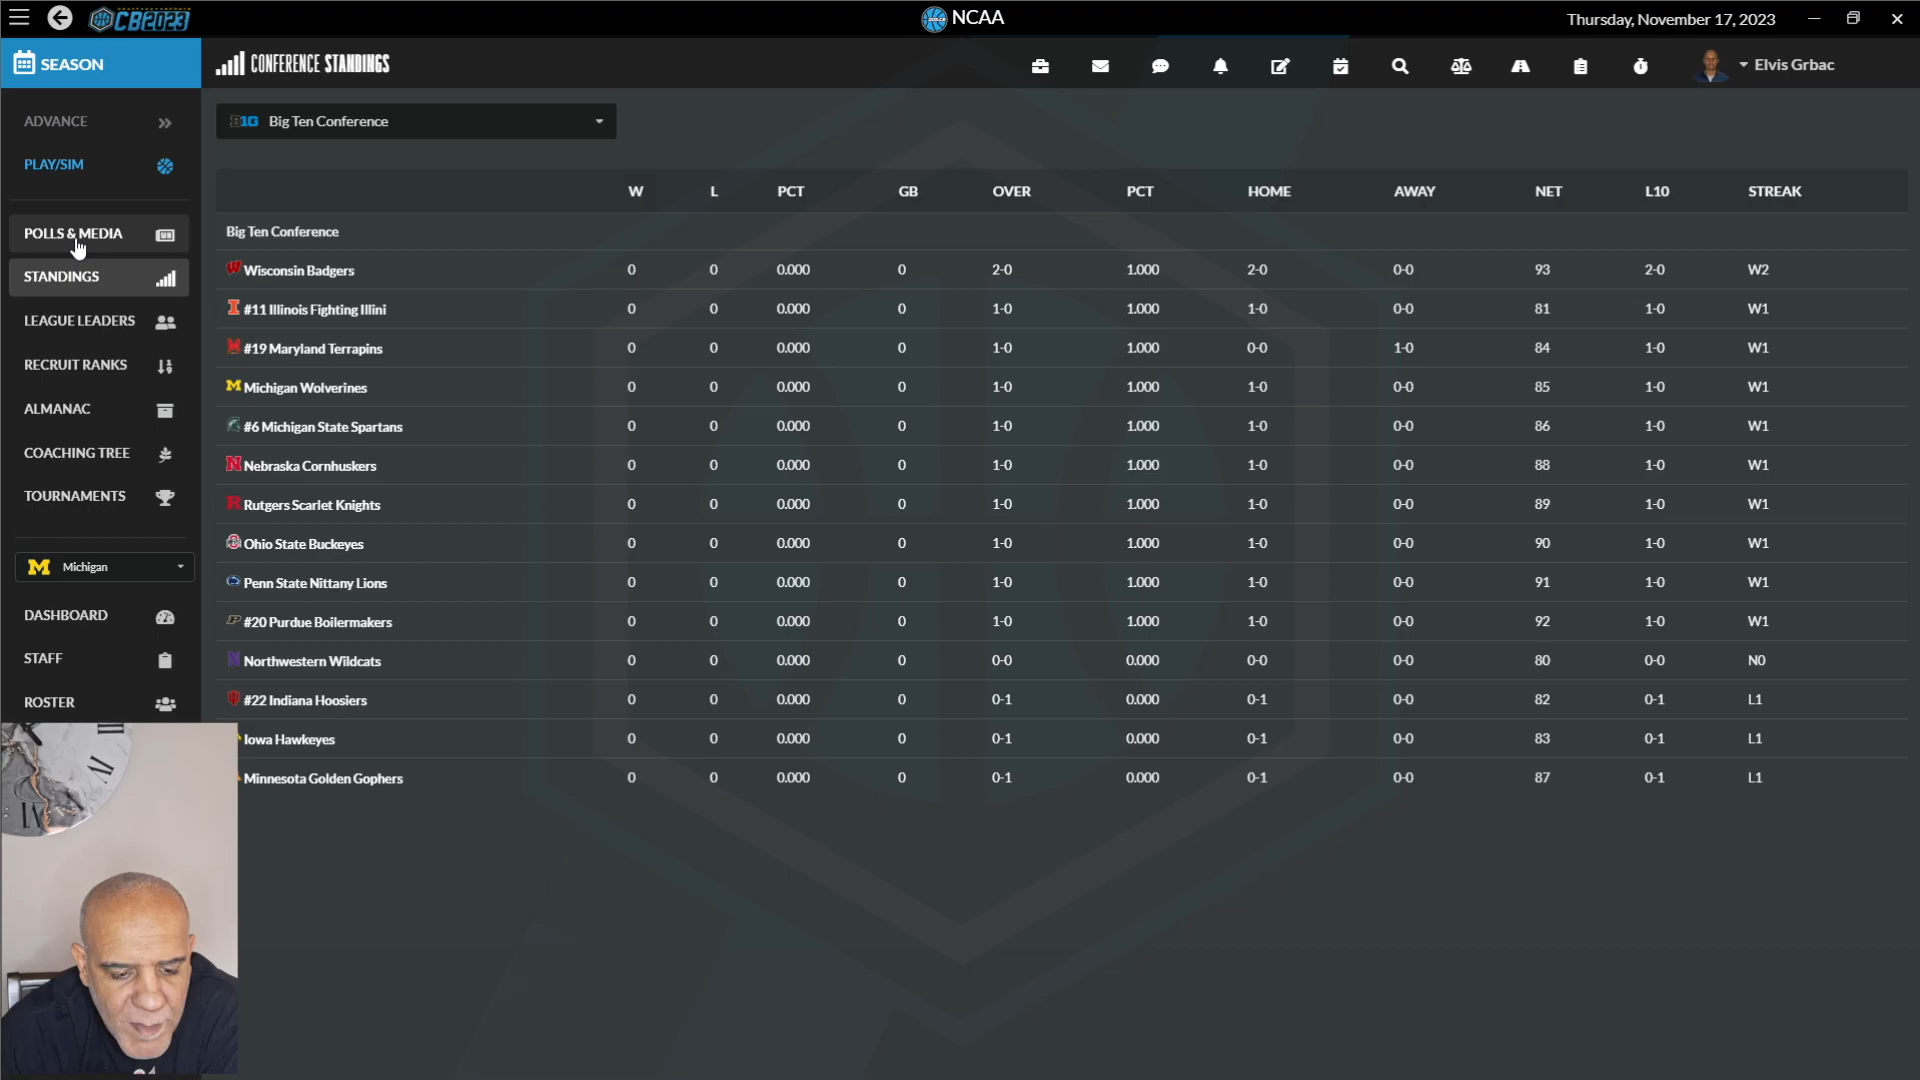 CB2023
NCAA
Thursday, November 17, 2023
SEASON
CONFERENCE STANDINGS
Elvis Grbac
ADVANCE
PLAY/SIM
POLLS & MEDIA
STANDINGS
LEAGUE LEADERS
RECRUIT RANKS
ALMANAC
COACHING TREE
TOURNAMENTS
Michigan
DASHBOARD
STAFF
ROSTER
B1G Big Ten Conference
W L PCT GB OVER PCT HOME AWAY NET L10 STREAK
Big Ten Conference
Wisconsin Badgers 0 0 0.000 0 2-0 1.000 2-0 0-0 93 2-0 W2
#11 Illinois Fighting Illini 0 0 0.000 0 1-0 1.000 1-0 0-0 81 1-0 W1
#19 Maryland Terrapins 0 0 0.000 0 1-0 1.000 0-0 1-0 84 1-0 W1
Michigan Wolverines 0 0 0.000 0 1-0 1.000 1-0 0-0 85 1-0 W1
#6 Michigan State Spartans 0 0 0.000 0 1-0 1.000 1-0 0-0 86 1-0 W1
Nebraska Cornhuskers 0 0 0.000 0 1-0 1.000 1-0 0-0 88 1-0 W1
Rutgers Scarlet Knights 0 0 0.000 0 1-0 1.000 1-0 0-0 89 1-0 W1
Ohio State Buckeyes 0 0 0.000 0 1-0 1.000 1-0 0-0 90 1-0 W1
Penn State Nittany Lions 0 0 0.000 0 1-0 1.000 1-0 0-0 91 1-0 W1
#20 Purdue Boilermakers 0 0 0.000 0 1-0 1.000 1-0 0-0 92 1-0 W1
Northwestern Wildcats 0 0 0.000 0 0-0 0.000 0-0 0-0 80 0-0 N0
#22 Indiana Hoosiers 0 0 0.000 0 0-1 0.000 0-1 0-0 82 0-1 L1
Iowa Hawkeyes 0 0 0.000 0 0-1 0.000 0-1 0-0 83 0-1 L1
Minnesota Golden Gophers 0 0 0.000 0 0-1 0.000 0-1 0-0 87 0-1 L1